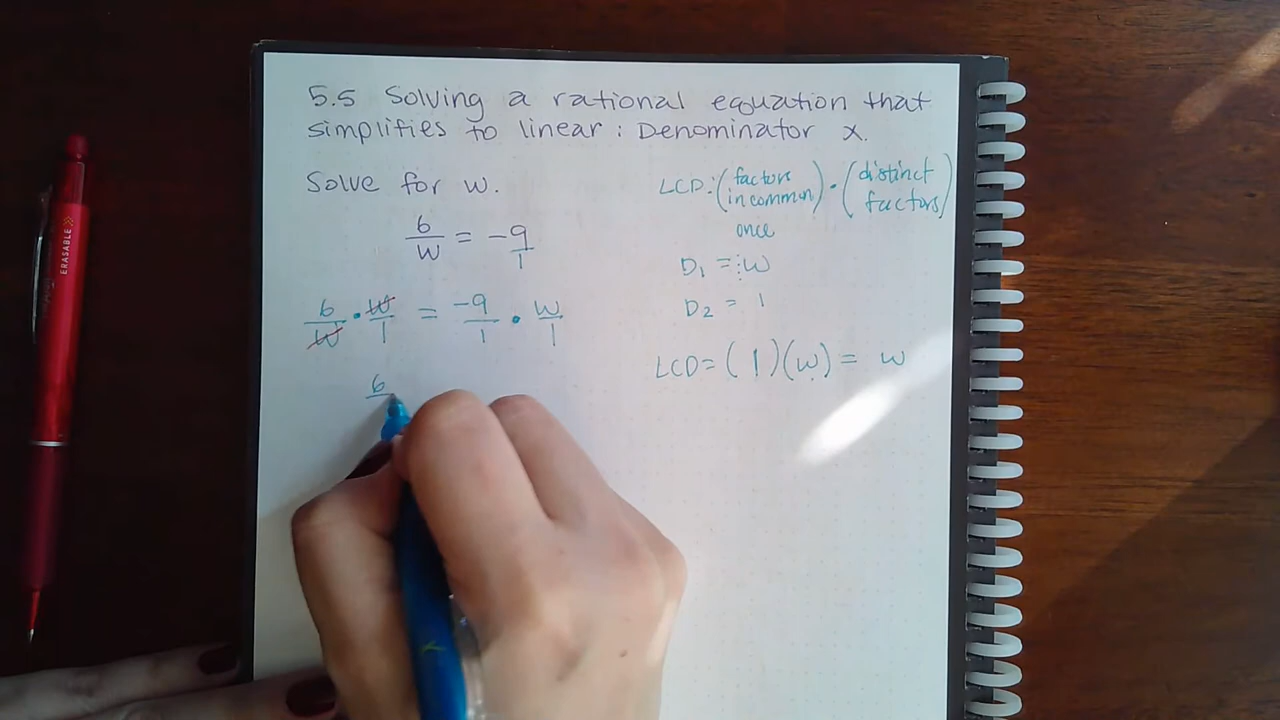 5.5 Solving a rational equation that
simplifies to linear: Denominator x.
Solve for w.
6/w = -9/1
6/w • w/1 = -9/1 • w/1
6
LCD: (factors in common) • (distinct factors)
once
D1 = w
D2 = 1
LCD = (1)(w) = w
ERASABLE >>